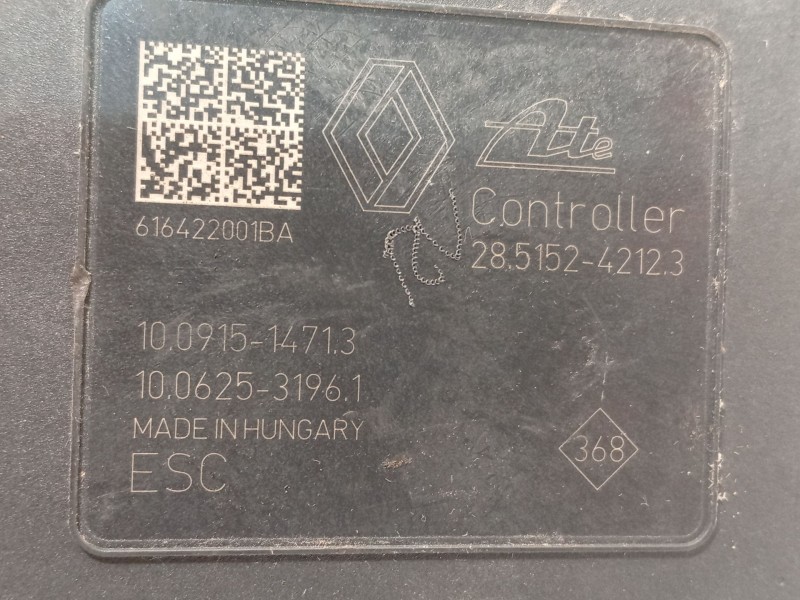 Ate
616422001BA
Controller
28.5152-4212.3
10.0915-1471.3
10.0625-3196.1
MADE IN HUNGARY
ESC
368